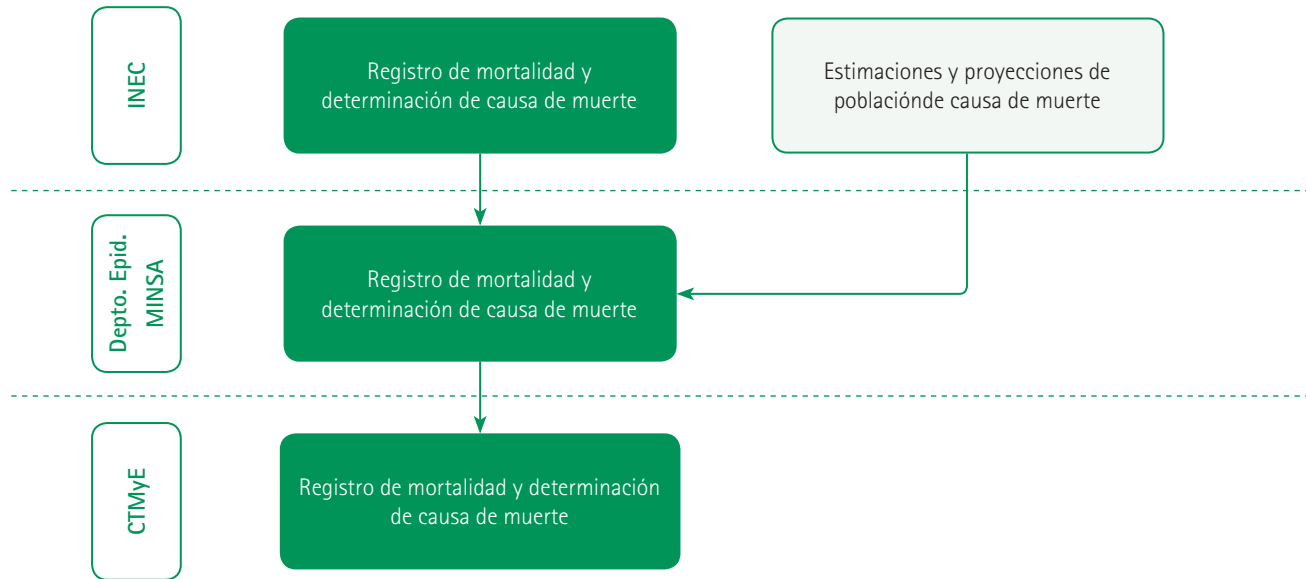 INEC
Registro de mortalidad y
determinación de causa de muerte
Estimaciones y proyecciones de
poblaciónde causa de muerte
Depto. Epid.
MINSA
Registro de mortalidad y
determinación de causa de muerte
CTMyE
Registro de mortalidad y determinación
de causa de muerte